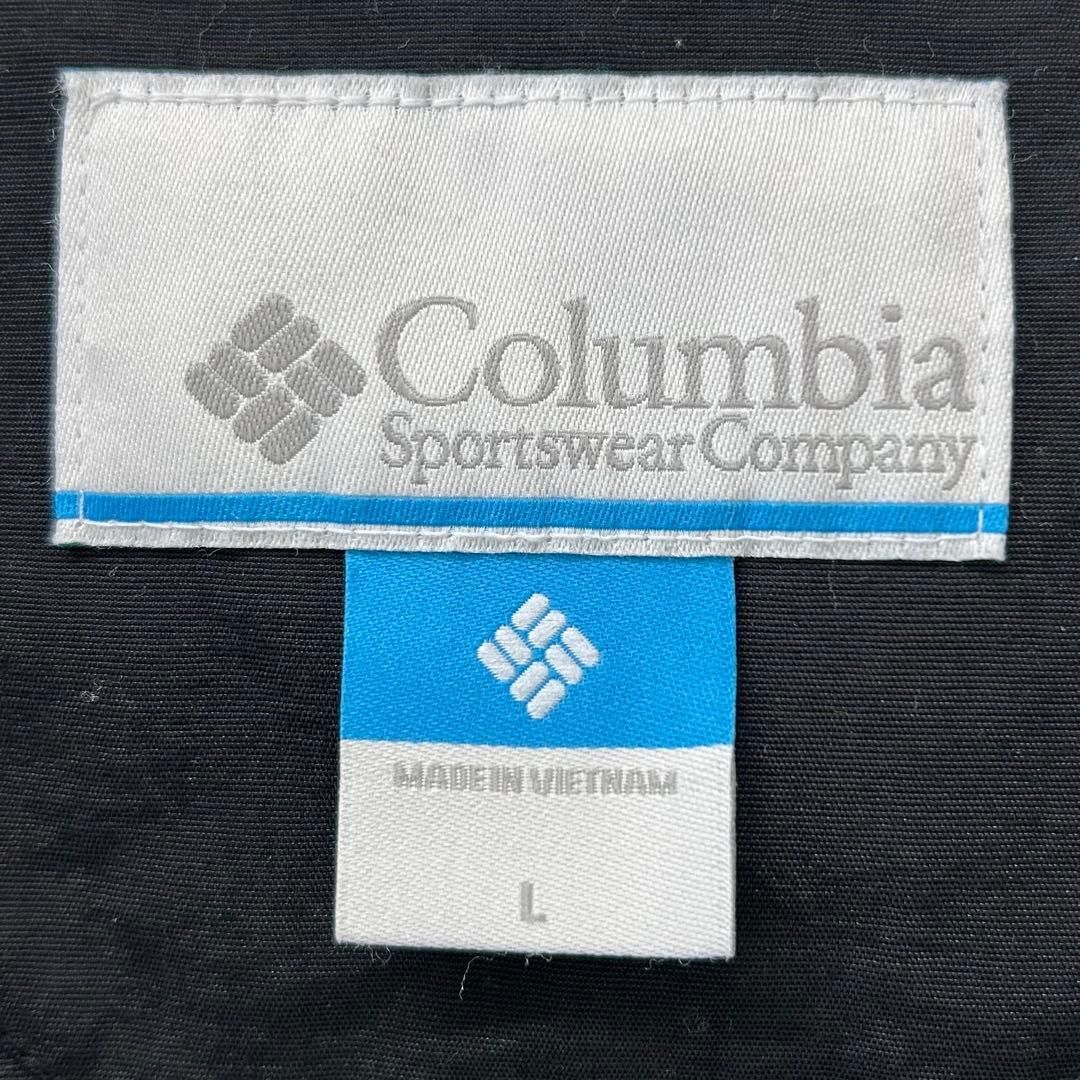 Columbia
Sportswear Company
MADE IN VIETNAM
L